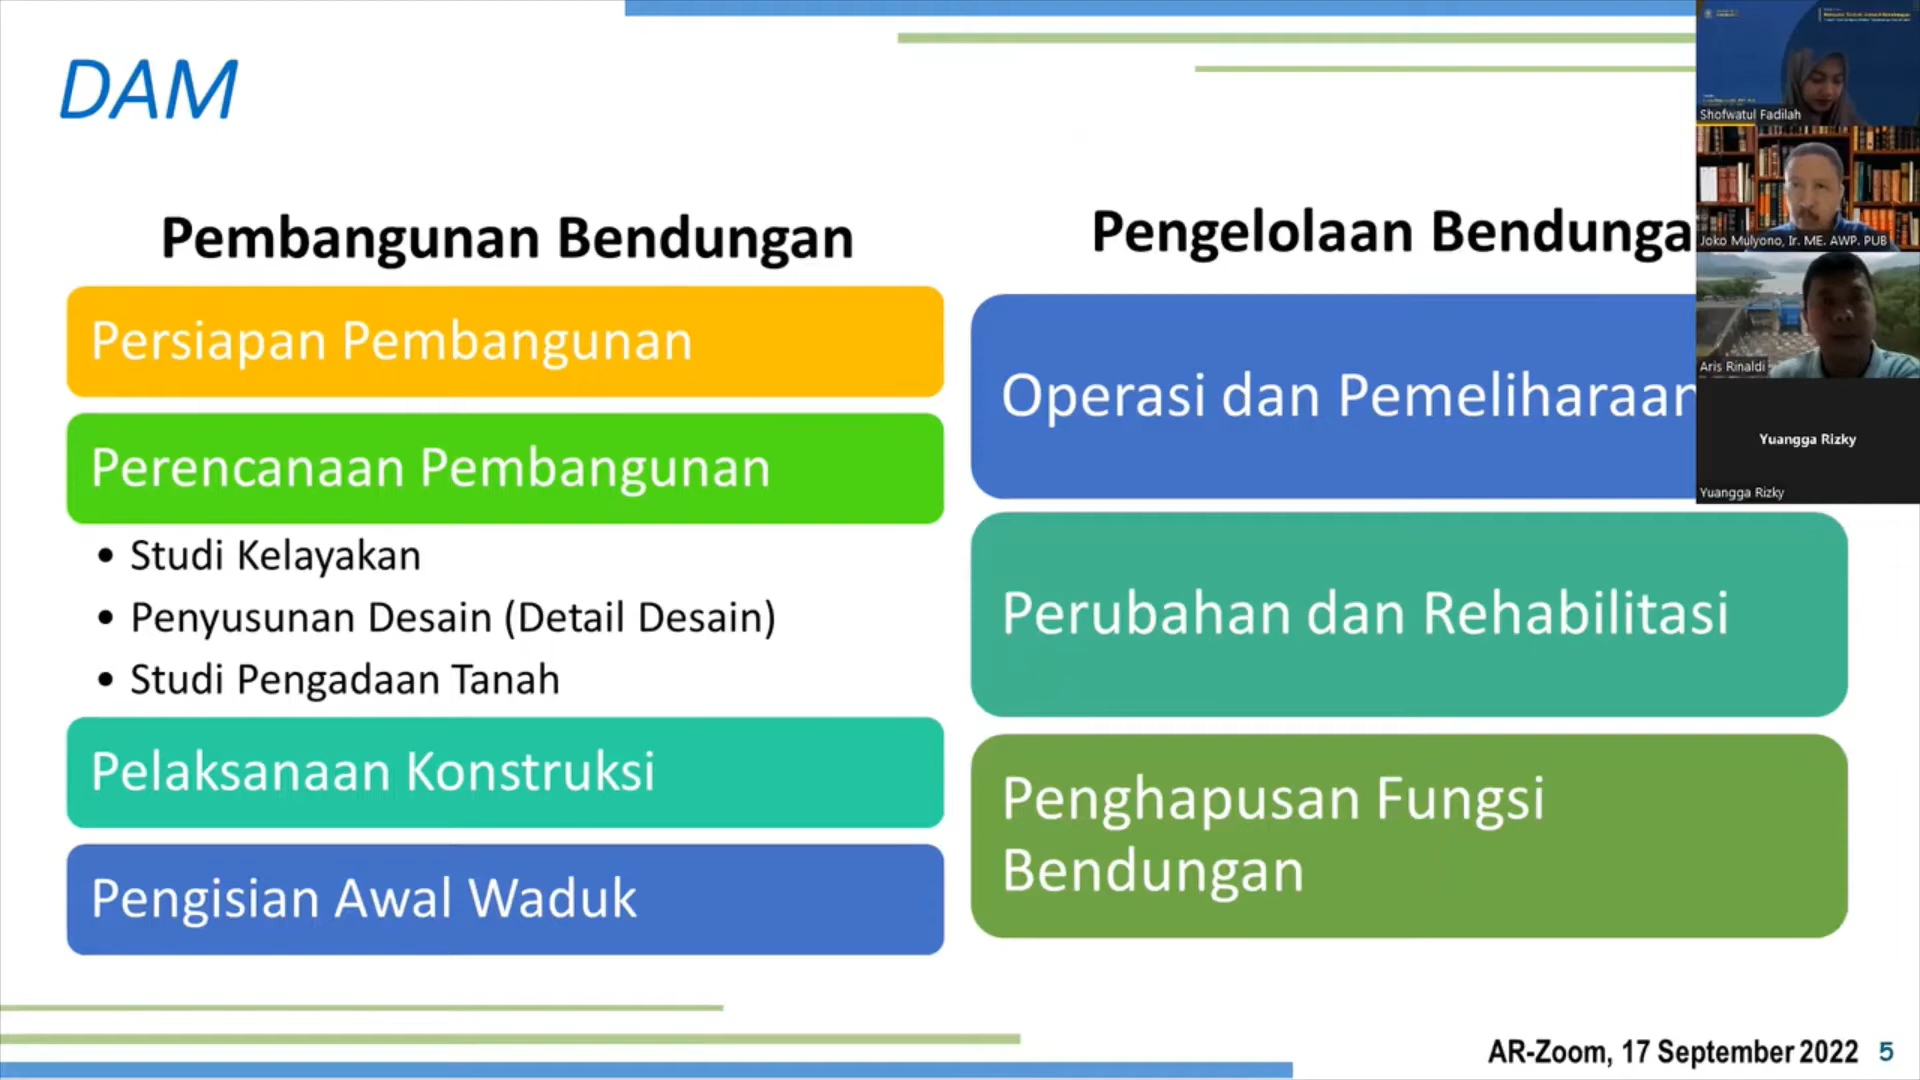 DAM
Pembangunan Bendungan
Persiapan Pembangunan
Perencanaan Pembangunan
• Studi Kelayakan
• Penyusunan Desain (Detail Desain)
• Studi Pengadaan Tanah
Pelaksanaan Konstruksi
Pengisian Awal Waduk
Pengelolaan Bendunga
Operasi dan Pemeliharaan
Perubahan dan Rehabilitasi
Penghapusan Fungsi
Bendungan
Shofwatul Fadilah
Joko Mulyono, Ir. ME. AWP. PUB
Aris Rinaldi
Yuangga Rizky
Yuangga Rizky
AR-Zoom, 17 September 2022 5